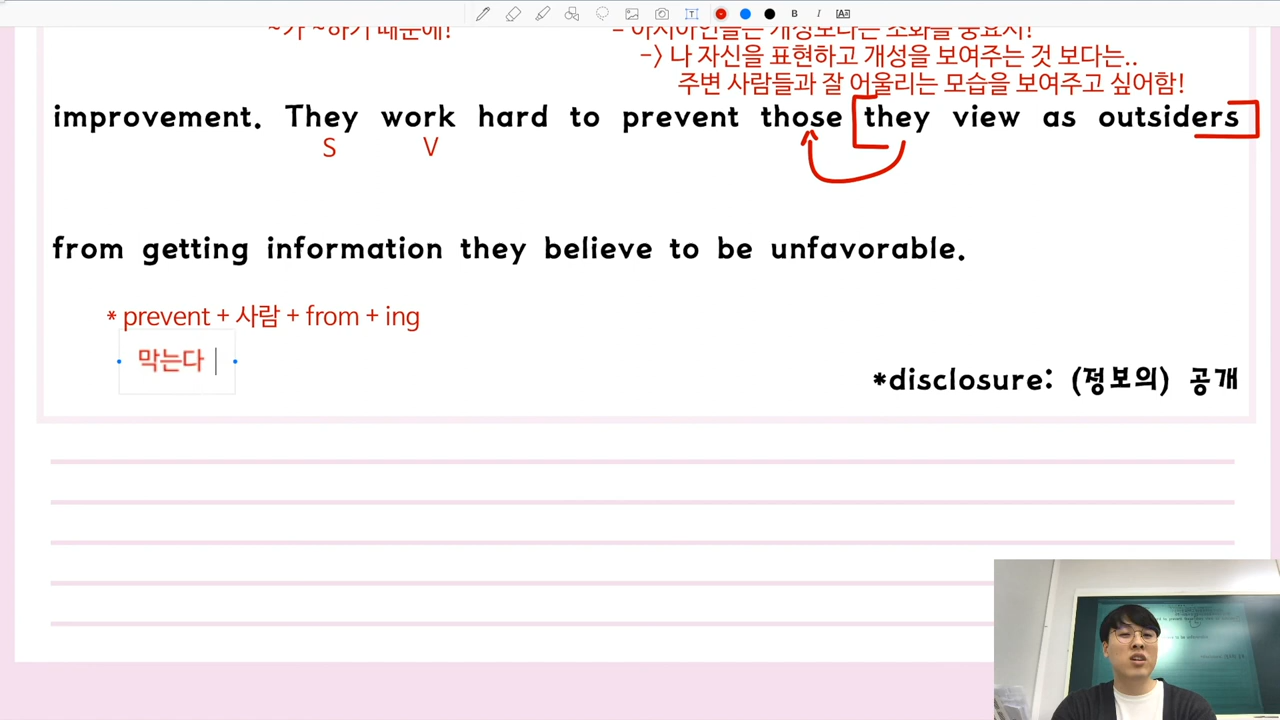 B I Aa
~가 ~하기 때문에!
- 아시아인들은 개성보다는 조화를 중요시!
-> 나 자신을 표현하고 개성을 보여주는 것 보다는..
주변 사람들과 잘 어울리는 모습을 보여주고 싶어함!
improvement. They work hard to prevent those they view as outsiders
S V
from getting information they believe to be unfavorable.
* prevent + 사람 + from + ing
막는다
*disclosure: (정보의) 공개